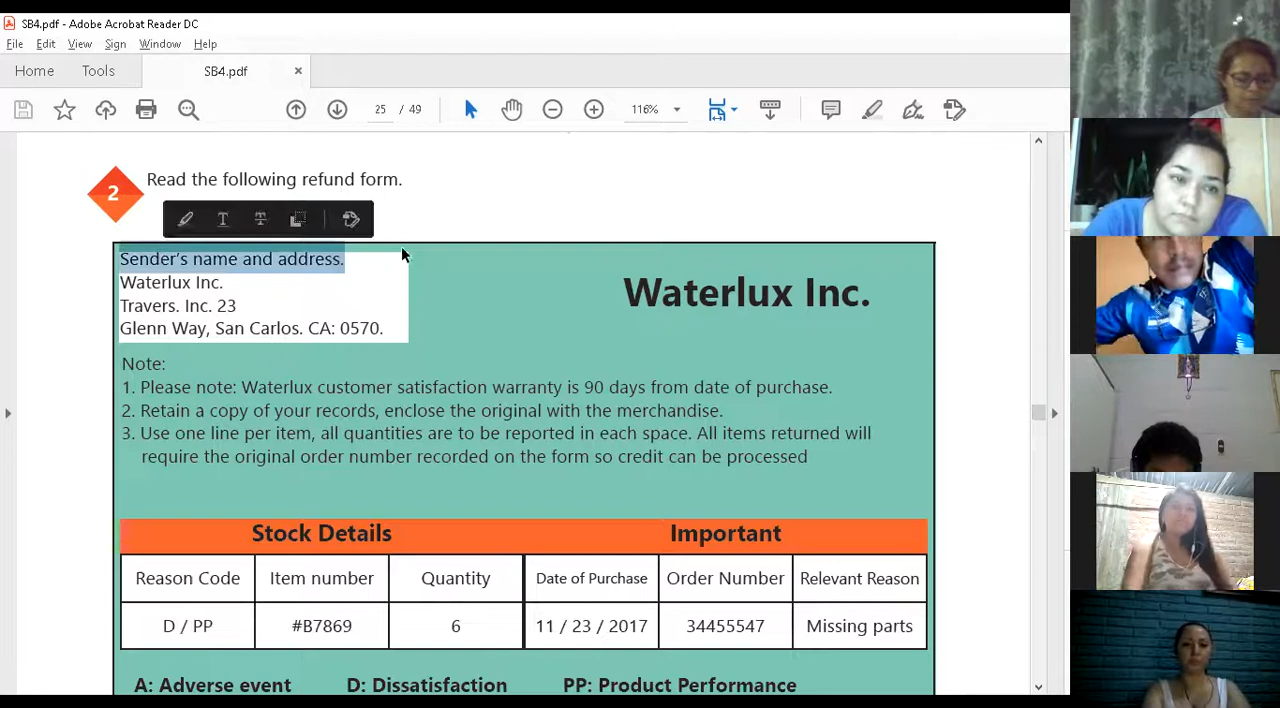 SB4.pdf - Adobe Acrobat Reader DC
File Edit View Sign Window Help
Home Tools SB4.pdf ×
25 / 49 116%
2 Read the following refund form.
Sender's name and address.
Waterlux Inc.
Travers. Inc. 23
Glenn Way, San Carlos. CA: 0570.
Waterlux Inc.
Note:
1. Please note: Waterlux customer satisfaction warranty is 90 days from date of purchase.
2. Retain a copy of your records, enclose the original with the merchandise.
3. Use one line per item, all quantities are to be reported in each space. All items returned will
require the original order number recorded on the form so credit can be processed
Stock Details Important
Reason Code Item number Quantity Date of Purchase Order Number Relevant Reason
D / PP #B7869 6 11 / 23 / 2017 34455547 Missing parts
A: Adverse event D: Dissatisfaction PP: Product Performance